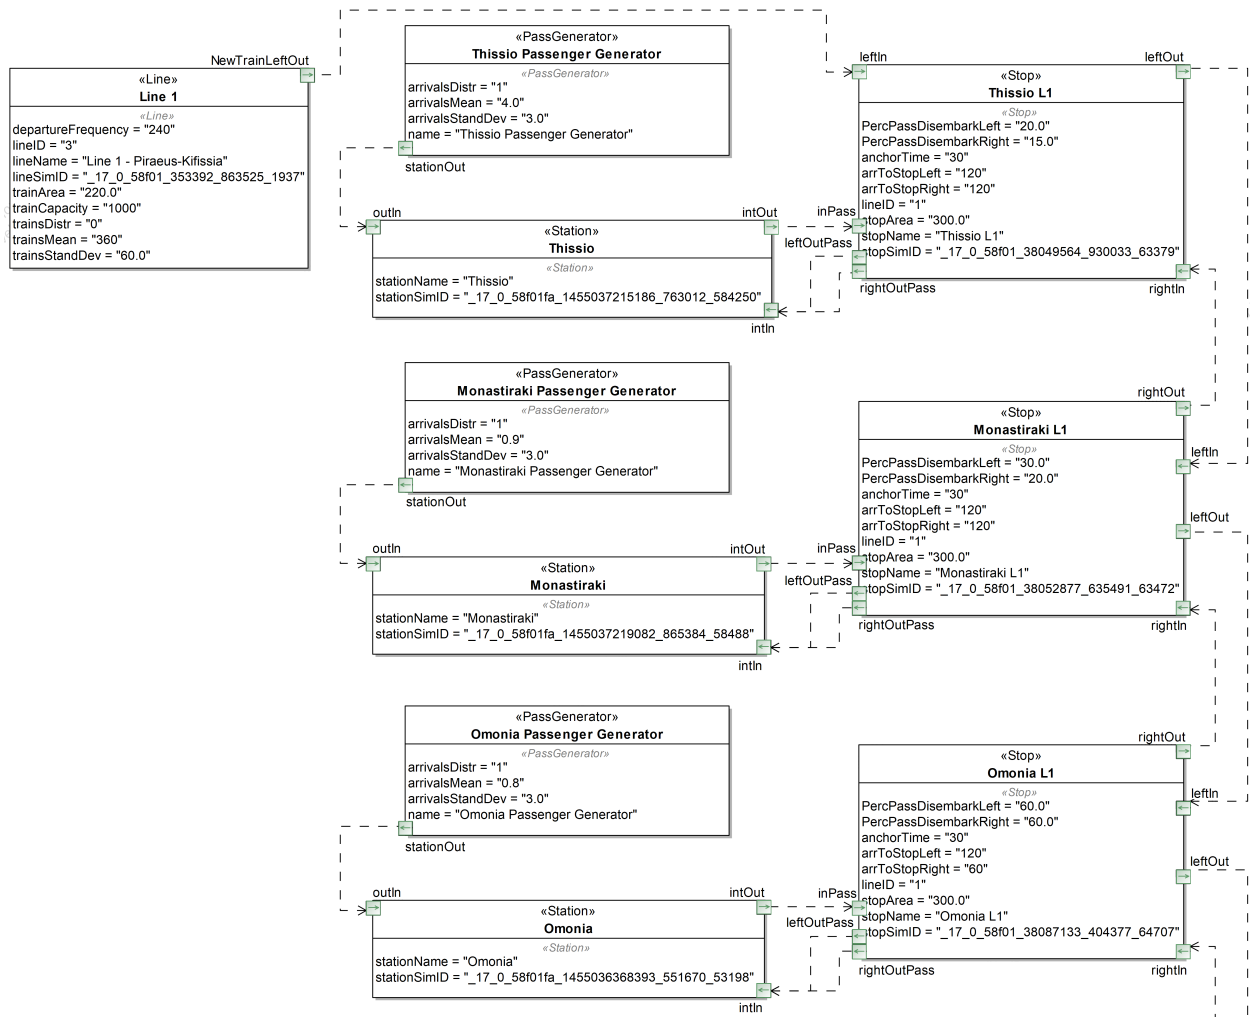 NewTrainLeftOut
«Line»
Line 1
«Line»
departureFrequency = "240"
lineID = "3"
lineName = "Line 1 - Piraeus-Kifissia"
lineSimID = "_17_0_58f01_353392_863525_1937"
trainArea = "220.0"
trainCapacity = "1000"
trainsDistr = "0"
trainsMean = "360"
trainsStandDev = "60.0"
«PassGenerator»
Thissio Passenger Generator
«PassGenerator»
arrivalsDistr = "1"
arrivalsMean = "4.0"
arrivalsStandDev = "3.0"
name = "Thissio Passenger Generator"
stationOut
outIn
intOut
«Station»
Thissio
«Station»
stationName = "Thissio"
stationSimID = "_17_0_58f01fa_1455037215186_763012_584250"
intIn
leftIn
leftOut
«Stop»
Thissio L1
«Stop»
PercPassDisembarkLeft = "20.0"
PercPassDisembarkRight = "15.0"
anchorTime = "30"
arrToStopLeft = "120"
arrToStopRight = "120"
lineID = "1"
stopArea = "300.0"
stopName = "Thissio L1"
stopSimID = "_17_0_58f01_38049564_930033_63379"
inPass
leftOutPass
rightOutPass
rightIn
«PassGenerator»
Monastiraki Passenger Generator
«PassGenerator»
arrivalsDistr = "1"
arrivalsMean = "0.9"
arrivalsStandDev = "3.0"
name = "Monastiraki Passenger Generator"
stationOut
outIn
intOut
«Station»
Monastiraki
«Station»
stationName = "Monastiraki"
stationSimID = "_17_0_58f01fa_1455037219082_865384_58488"
intIn
rightOut
«Stop»
Monastiraki L1
«Stop»
leftIn
PercPassDisembarkLeft = "30.0"
PercPassDisembarkRight = "20.0"
anchorTime = "30"
arrToStopLeft = "120"
arrToStopRight = "120"
leftOut
lineID = "1"
stopArea = "300.0"
stopName = "Monastiraki L1"
stopSimID = "_17_0_58f01_38052877_635491_63472"
inPass
leftOutPass
rightOutPass
rightIn
«PassGenerator»
Omonia Passenger Generator
«PassGenerator»
arrivalsDistr = "1"
arrivalsMean = "0.8"
arrivalsStandDev = "3.0"
name = "Omonia Passenger Generator"
stationOut
outIn
intOut
«Station»
Omonia
«Station»
stationName = "Omonia"
stationSimID = "_17_0_58f01fa_1455036368393_551670_53198"
intIn
rightOut
«Stop»
Omonia L1
«Stop»
leftIn
PercPassDisembarkLeft = "60.0"
PercPassDisembarkRight = "60.0"
anchorTime = "30"
arrToStopLeft = "120"
arrToStopRight = "60"
leftOut
lineID = "1"
stopArea = "300.0"
stopName = "Omonia L1"
stopSimID = "_17_0_58f01_38087133_404377_64707"
inPass
leftOutPass
rightOutPass
rightIn